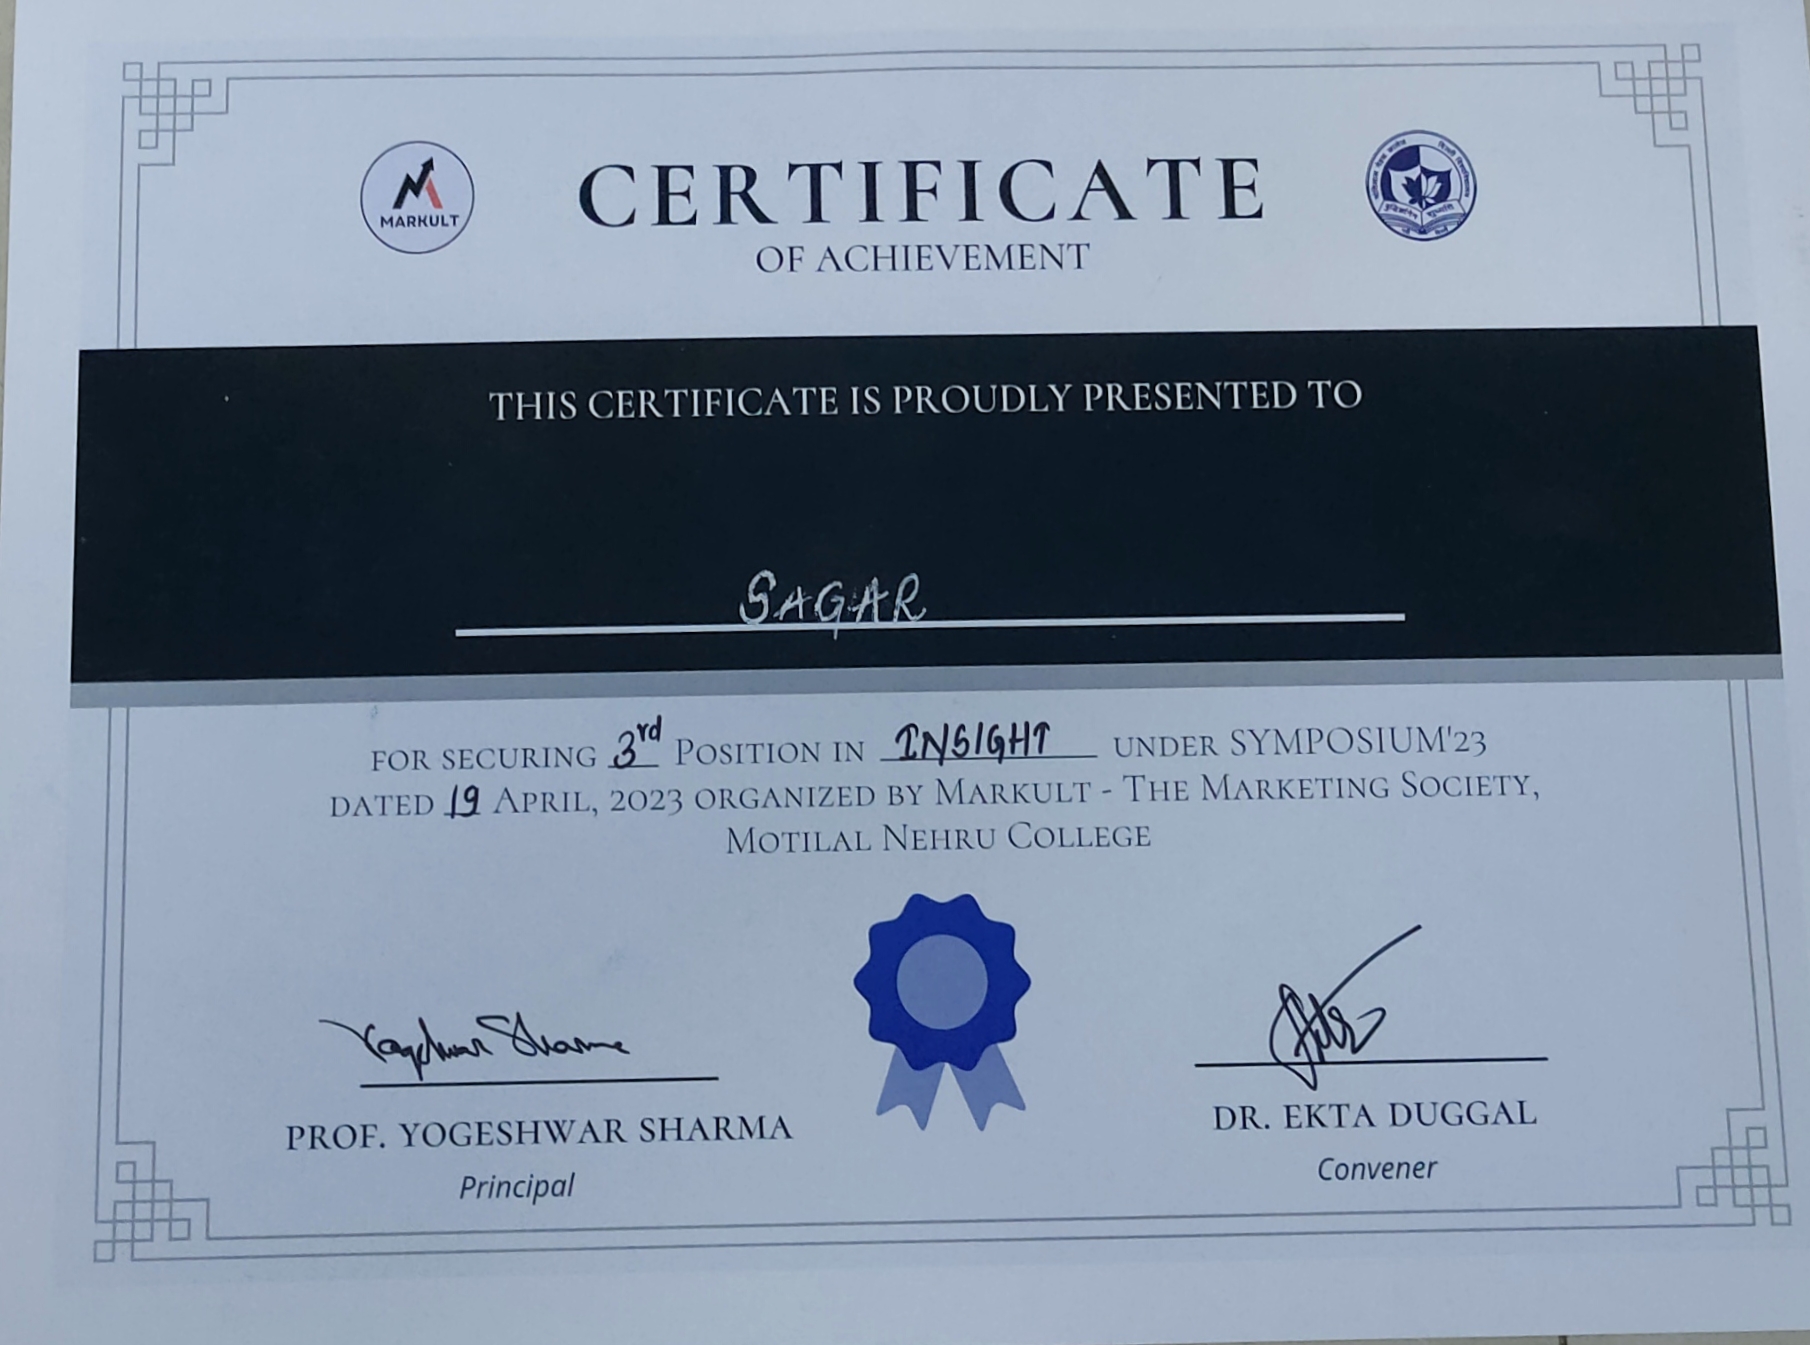 MARKULT
CERTIFICATE
OF ACHIEVEMENT
THIS CERTIFICATE IS PROUDLY PRESENTED TO
SAGAR
FOR SECURING 3rd POSITION IN INSIGHT UNDER SYMPOSIUM'23
DATED 19 APRIL, 2023 ORGANIZED BY MARKULT - THE MARKETING SOCIETY,
MOTILAL NEHRU COLLEGE
Yogeshwar Sharma
PROF. YOGESHWAR SHARMA
Principal
DR. EKTA DUGGAL
Convener